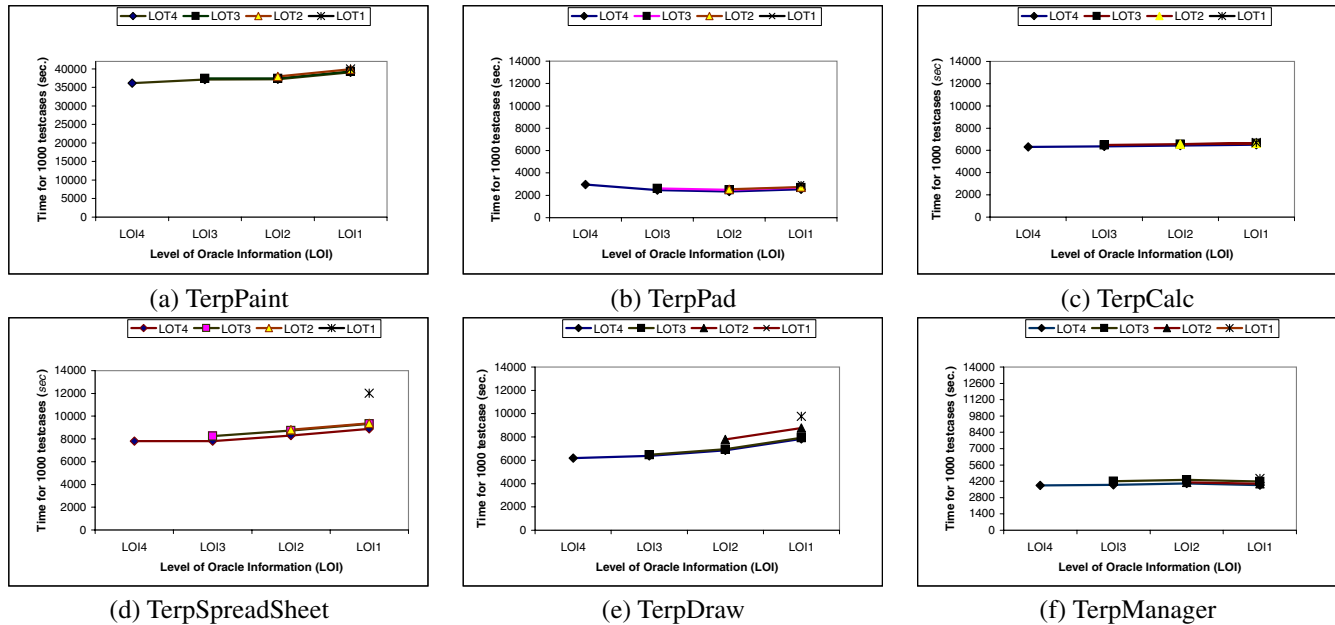 LOT4 LOT3 LOT2 LOT1
Time for 1000 testcases (sec.)
40000
35000
30000
25000
20000
15000
10000
5000
0
LOI4 LOI3 LOI2 LOI1
Level of Oracle Information (LOI)
(a) TerpPaint
LOT4 LOT3 LOT2 LOT1
Time for 1000 testcases (sec.)
14000
12000
10000
8000
6000
4000
2000
0
LOI4 LOI3 LOI2 LOI1
Level of Oracle Information (LOI)
(b) TerpPad
LOT4 LOT3 LOT2 LOT1
Time for 1000 testcases (sec)
14000
12000
10000
8000
6000
4000
2000
0
LOI4 LOI3 LOI2 LOI1
Level of Oracle Information (LOI)
(c) TerpCalc
LOT4 LOT3 LOT2 LOT1
Time for 1000 testcases (sec)
14000
12000
10000
8000
6000
4000
2000
0
LOI4 LOI3 LOI2 LOI1
Level of Oracle Information (LOI)
(d) TerpSpreadSheet
LOT4 LOT3 LOT2 LOT1
Time for 1000 testcase (sec.)
14000
12000
10000
8000
6000
4000
2000
0
LOI4 LOI3 LOI2 LOI1
Level of Oracle Information (LOI)
(e) TerpDraw
LOT4 LOT3 LOT2 LOT1
Time for 1000 testcases (sec.)
14000
12600
11200
9800
8400
7000
5600
4200
2800
1400
0
LOI4 LOI3 LOI2 LOI1
Level of Oracle Information (LOI)
(f) TerpManager